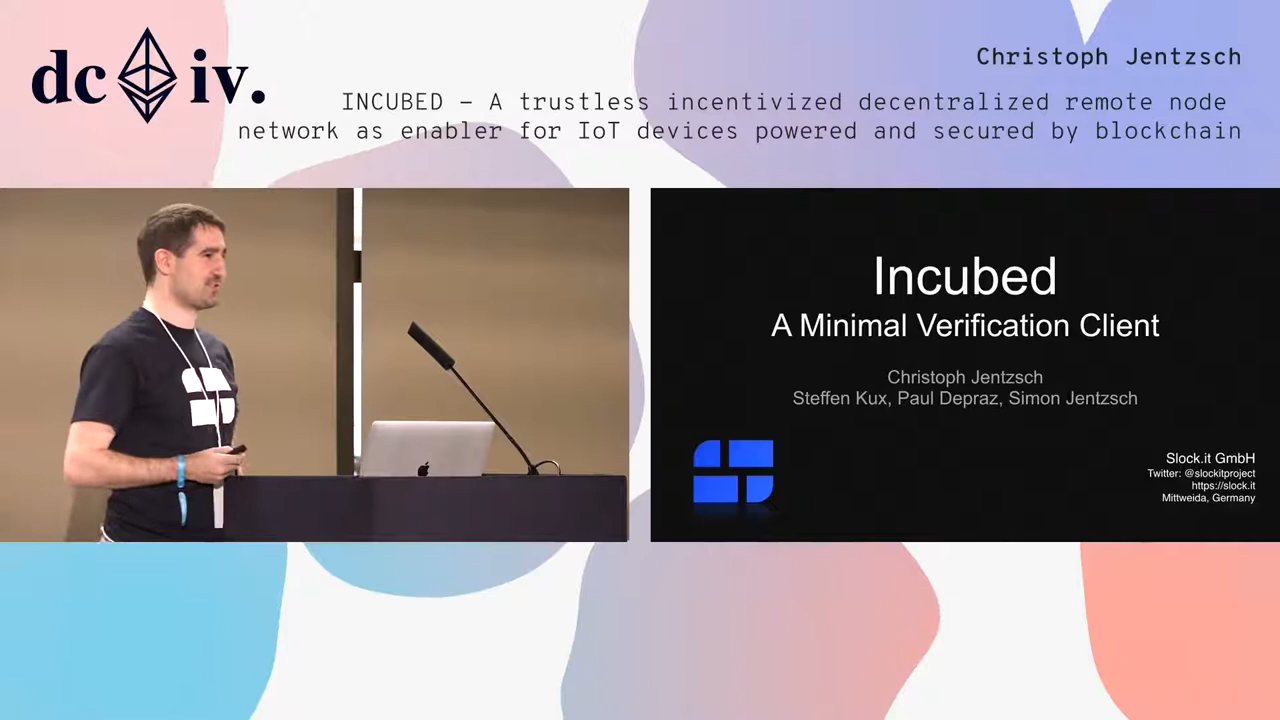 dc iv.
Christoph Jentzsch
INCUBED – A trustless incentivized decentralized remote node
network as enabler for IoT devices powered and secured by blockchain
Incubed
A Minimal Verification Client
Christoph Jentzsch
Steffen Kux, Paul Depraz, Simon Jentzsch
Slock.it GmbH
Twitter: @slockitproject
https://slock.it
Mittweida, Germany